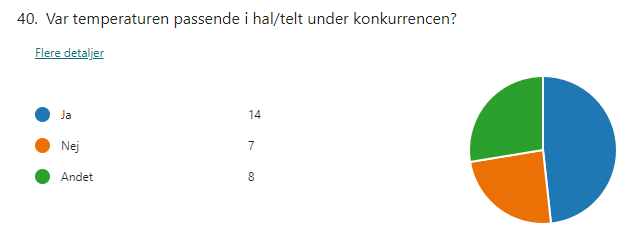 40. Var temperaturen passende i hal/telt under konkurrencen?
Flere detaljer
Ja 14
Nej 7
Andet 8